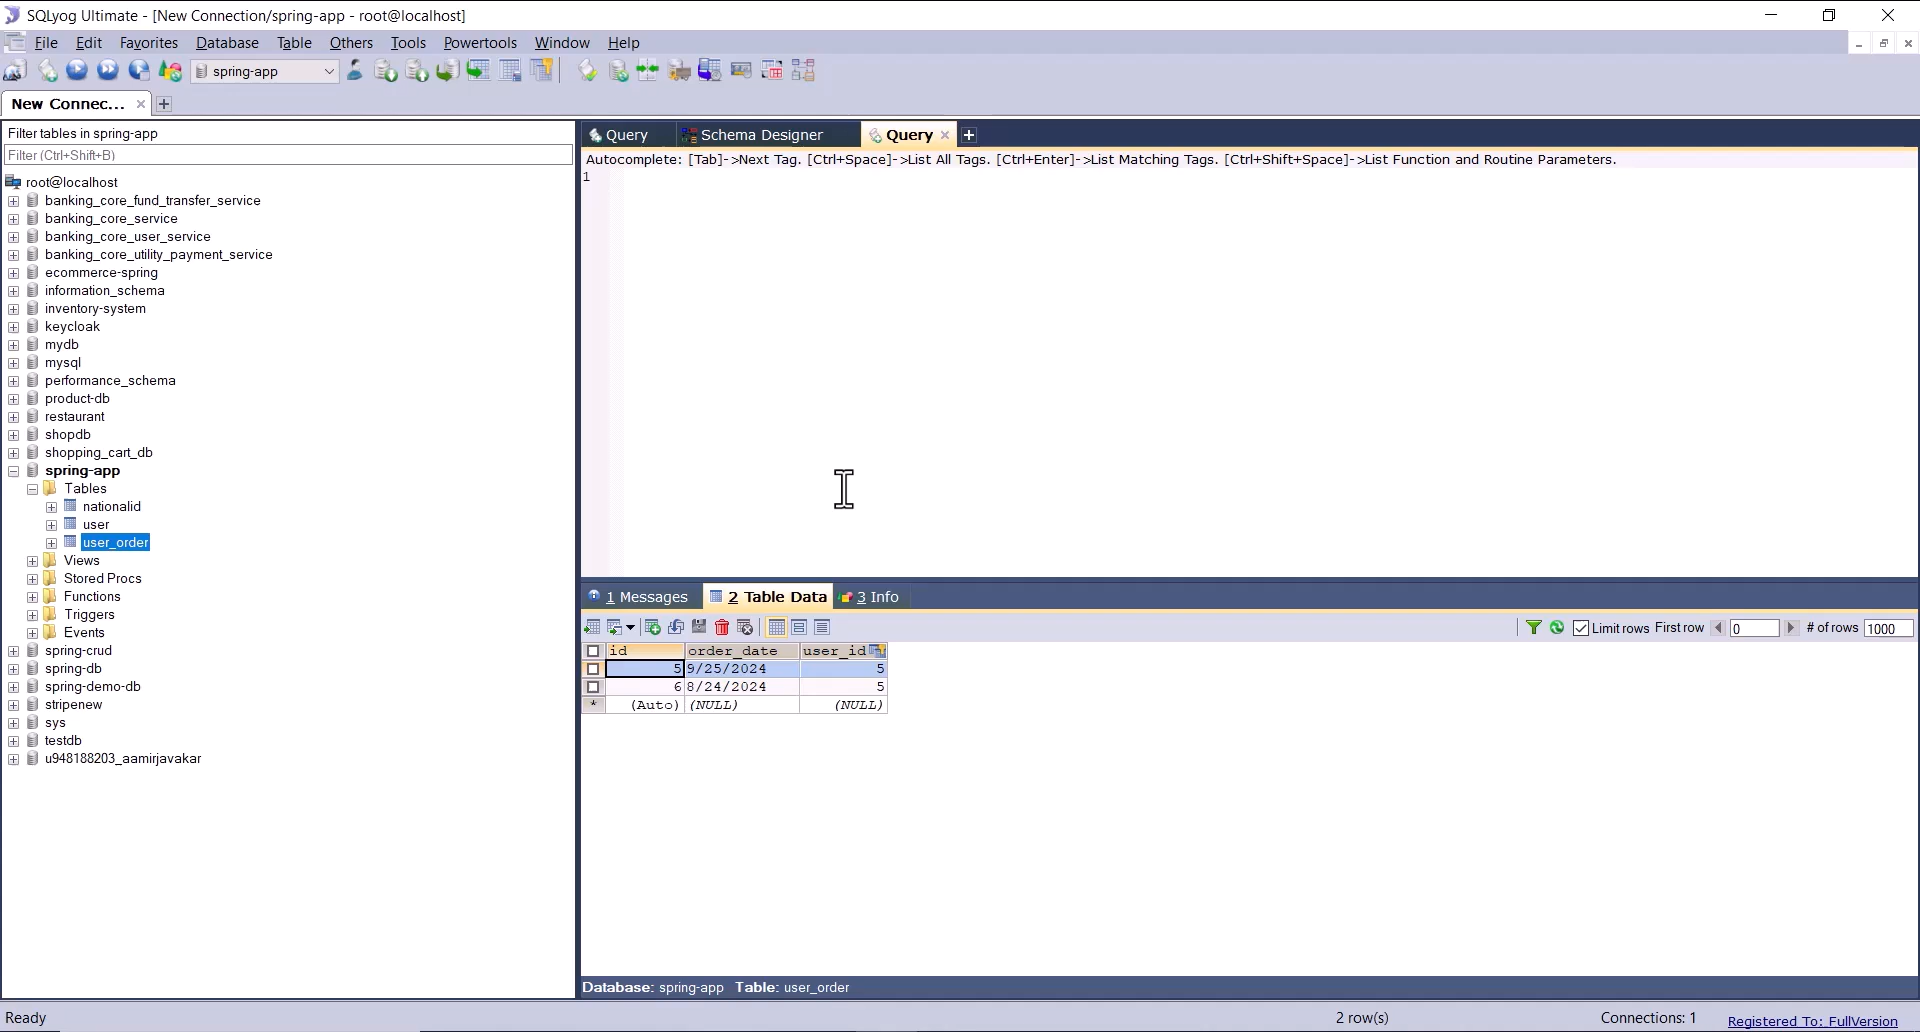 SQLyog Ultimate - [New Connection/spring-app - root@localhost]
File Edit Favorites Database Table Others Tools Powertools Window Help
spring-app
New Connec...
Filter tables in spring-app
Filter (Ctrl+Shift+B)
root@localhost
banking_core_fund_transfer_service
banking_core_service
banking_core_user_service
banking_core_utility_payment_service
ecommerce-spring
information_schema
inventory-system
keycloak
mydb
mysql
performance_schema
product-db
restaurant
shopdb
shopping_cart_db
spring-app
Tables
nationalid
user
user_order
Views
Stored Procs
Functions
Triggers
Events
spring-crud
spring-db
spring-demo-db
stripenew
sys
testdb
u948188203_aamirjavakar
Query Schema Designer Query
Autocomplete: [Tab]->Next Tag. [Ctrl+Space]->List All Tags. [Ctrl+Enter]->List Matching Tags. [Ctrl+Shift+Space]->List Function and Routine Parameters.
1
1 Messages 2 Table Data 3 Info
Limit rows First row 0 # of rows 1000
id order_date user_id
5 9/25/2024 5
6 8/24/2024 5
* (Auto) (NULL) (NULL)
Database: spring-app Table: user_order
Ready 2 row(s) Connections: 1 Registered To: FullVersion